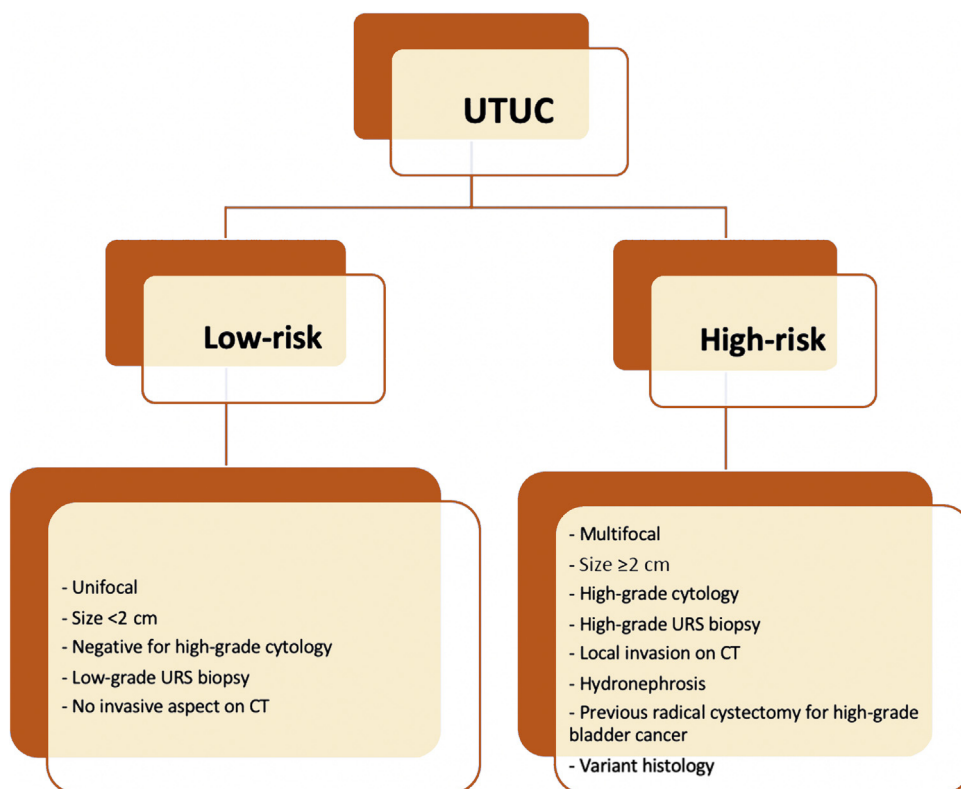 UTUC
Low-risk
High-risk
- Unifocal
- Size <2 cm
- Negative for high-grade cytology
- Low-grade URS biopsy
- No invasive aspect on CT
- Multifocal
- Size ≥2 cm
- High-grade cytology
- High-grade URS biopsy
- Local invasion on CT
- Hydronephrosis
- Previous radical cystectomy for high-grade
bladder cancer
- Variant histology